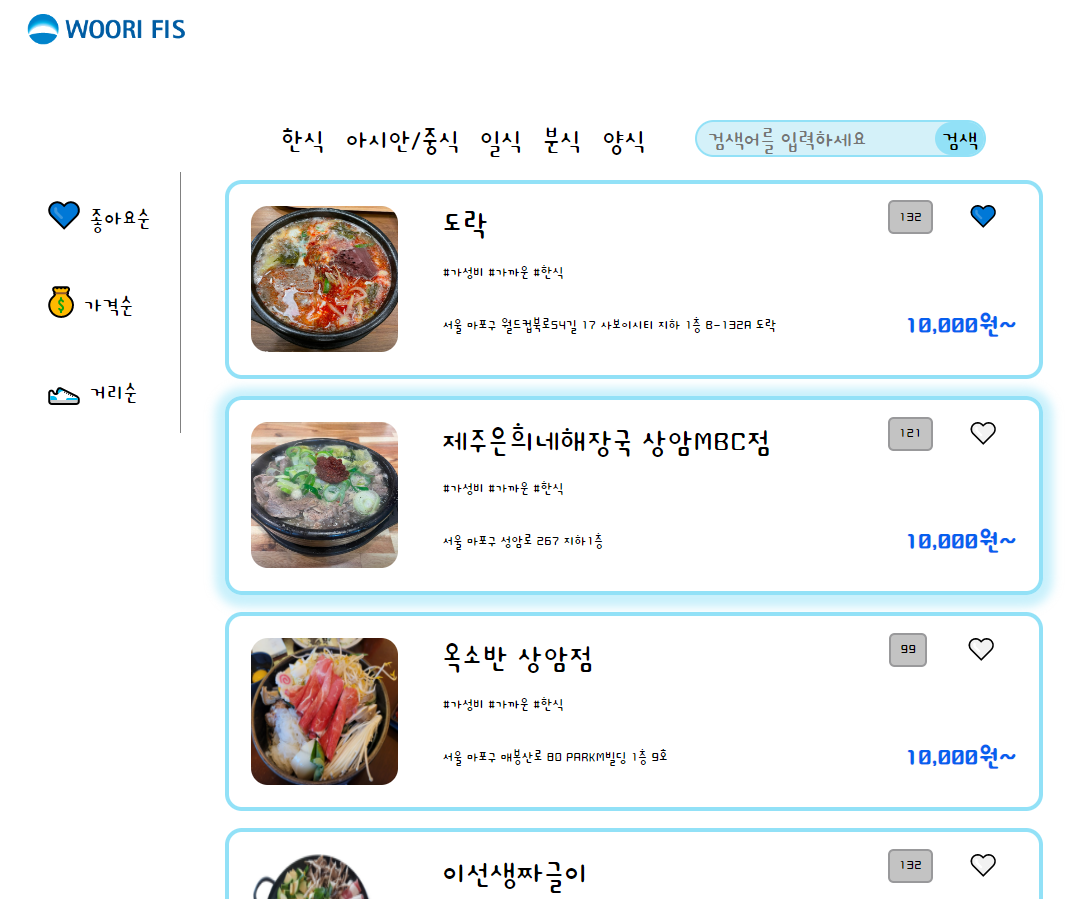 WOORI FIS
한식 아시안/중식 일식 분식 양식
검색어를 입력하세요 검색
좋아요순
가격순
거리순
도락
132
#가성비 #가까운 #한식
서울 마포구 월드컵북로54길 17 사보이시티 지하 1층 B-132A 도락
10,000원~
제주은희네해장국 상암MBC점
121
#가성비 #가까운 #한식
서울 마포구 성암로 267 지하1층
10,000원~
옥소반 상암점
99
#가성비 #가까운 #한식
서울 마포구 매봉산로 80 PARKM빌딩 1층 9호
10,000원~
이선생짜글이
132